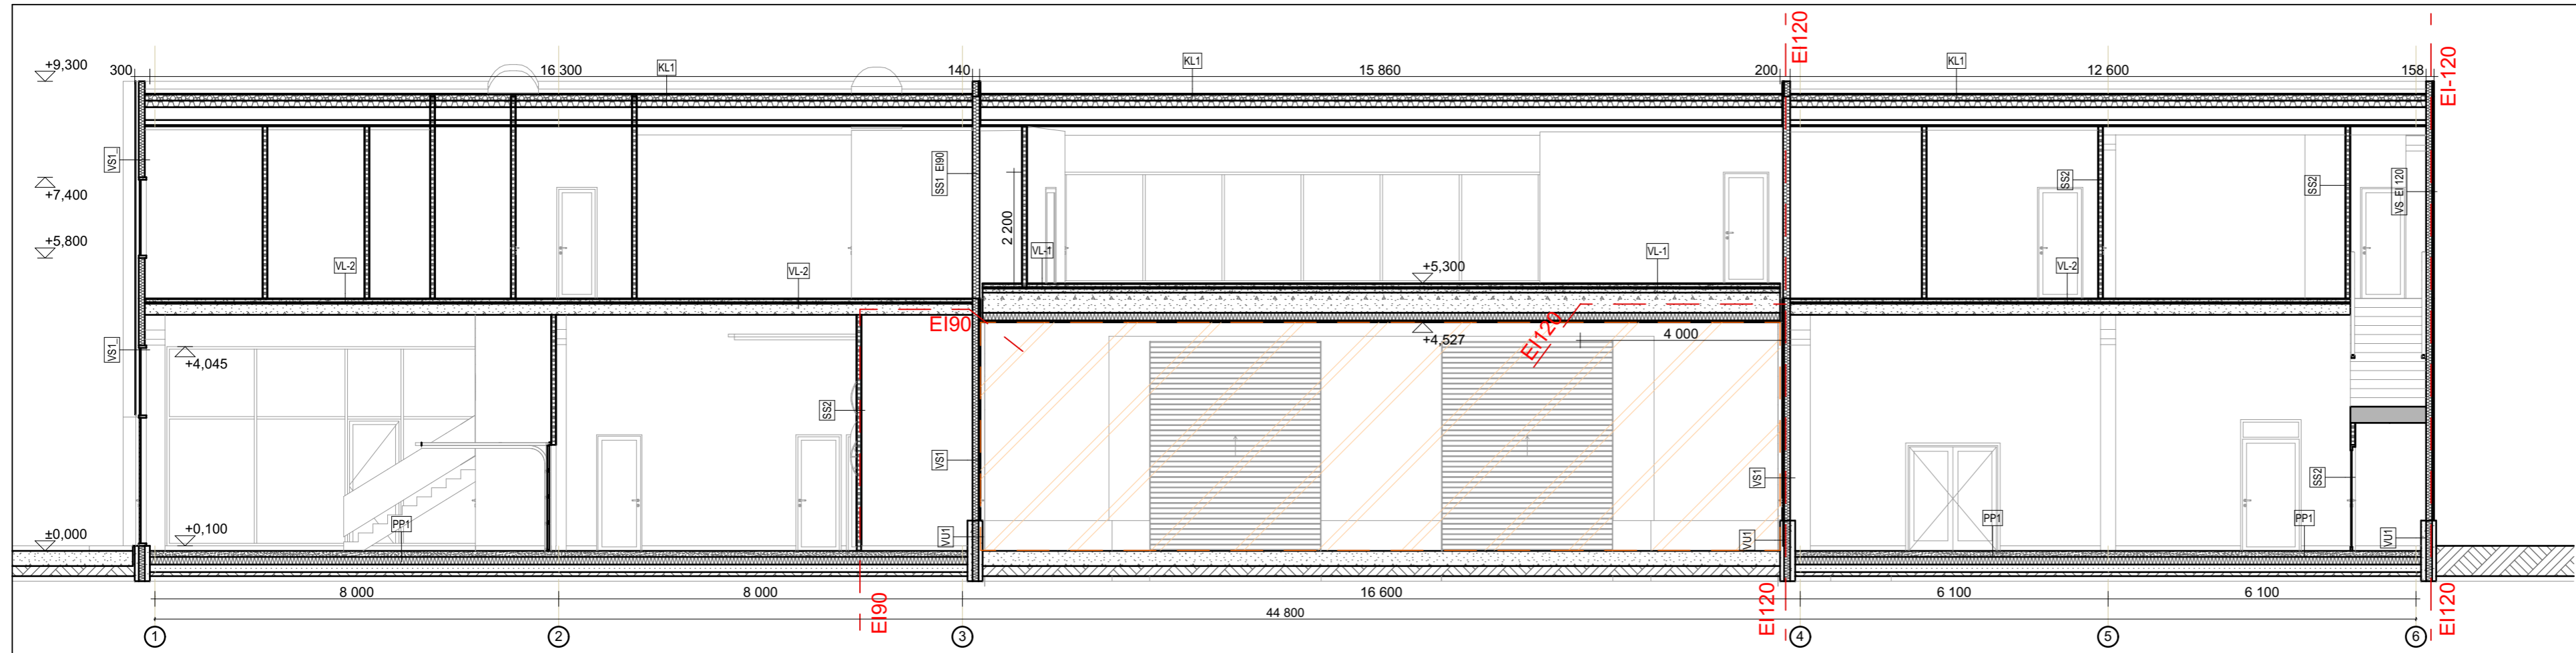 EI120
EI-120
+9,300
300
16 300
KL1
140
KL1
15 860
200
KL1
12 600
158
VS1_
+7,400
SS1 EI90
SS2
SS2
VS EI 120
2 200
+5,800
VL-2
VL-2
VL-1
+5,300
VL-1
VL-2
EI90
EI120
+4,527
4 000
VS1_
+4,045
SS2
VS1
VS1
SS2
±0,000
+0,100
PP1
VU1
VU1
PP1
PP1
VU1
8 000
8 000
16 600
6 100
6 100
44 800
EI90
EI120
EI120
1
2
3
4
5
6